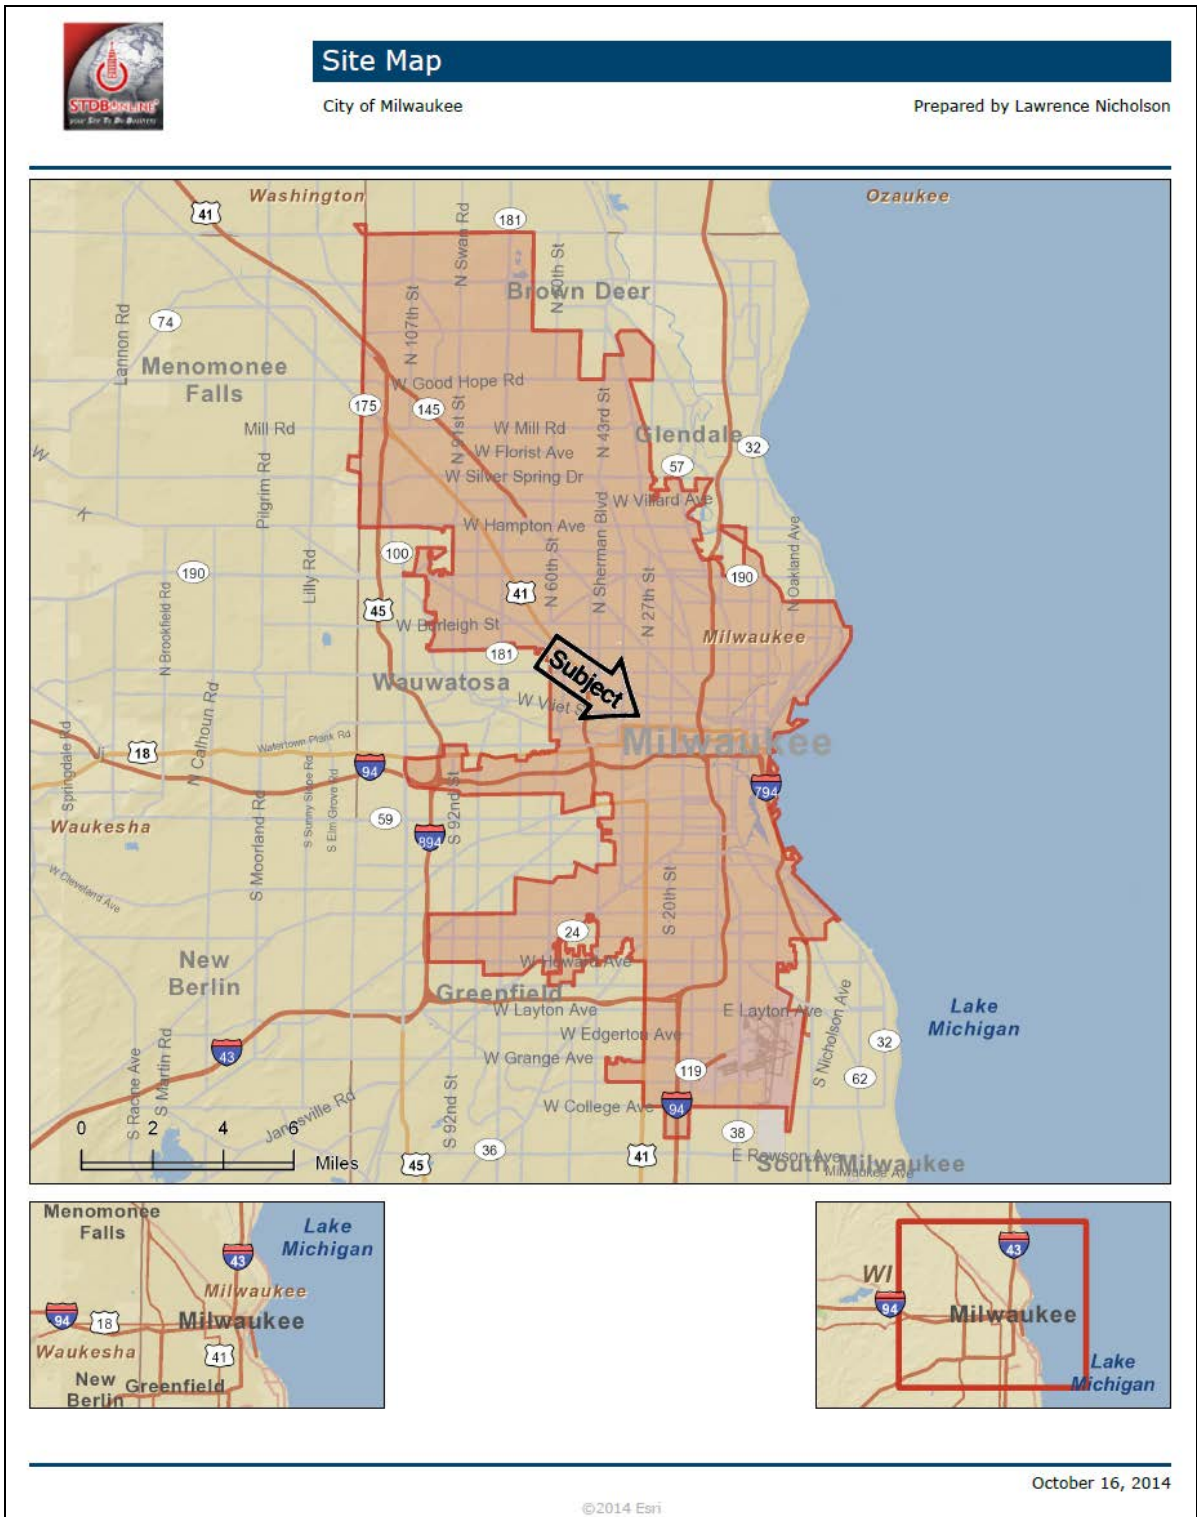 STDBONLINE
Your Site To Do Business
Site Map
City of Milwaukee
Prepared by Lawrence Nicholson
Washington
Ozaukee
41
181
N Swan Rd
N 60th St
Brown Deer
Lannon Rd
74
N 107th St
Menomonee
Falls
W Good Hope Rd
175
145
N 91st St
N 43rd St
Mill Rd
W Mill Rd
Glendale
32
W Florist Ave
57
W
W Silver Spring Dr
Pilgrim Rd
W Villard Ave
K
W Hampton Ave
N Sherman Blvd
100
N Oakland Ave
190
Lilly Rd
190
N 60th St
41
N 27th St
N Brookfield Rd
45
W Burleigh St
Milwaukee
181
Subject
Wauwatosa
W Vliet S
N Calhoun Rd
Springdale Rd
Milwaukee
18
Watertown Plank Rd
94
794
S 92nd St
S Sunny Slope Rd
S Elm Grove Rd
S Moorland Rd
59
Waukesha
894
W Cleveland Ave
S 20th St
24
New
Berlin
W Howard Ave
Greenfield
W Layton Ave
E Layton Ave
S Nicholson Ave
Lake
Michigan
W Edgerton Ave
32
43
W Grange Ave
119
62
S Racine Ave
S Martin Rd
Janesville Rd
S 92nd St
W College Ave
94
38
0 2 4 6
Miles
45
36
41
E Rawson Ave
South Milwaukee
Milwaukee Ave
Menomonee
Falls
Lake
Michigan
43
Milwaukee
94
18
Milwaukee
Waukesha
41
New
Berlin
Greenfield
43
WI
94
Milwaukee
Lake
Michigan
October 16, 2014
©2014 Esri